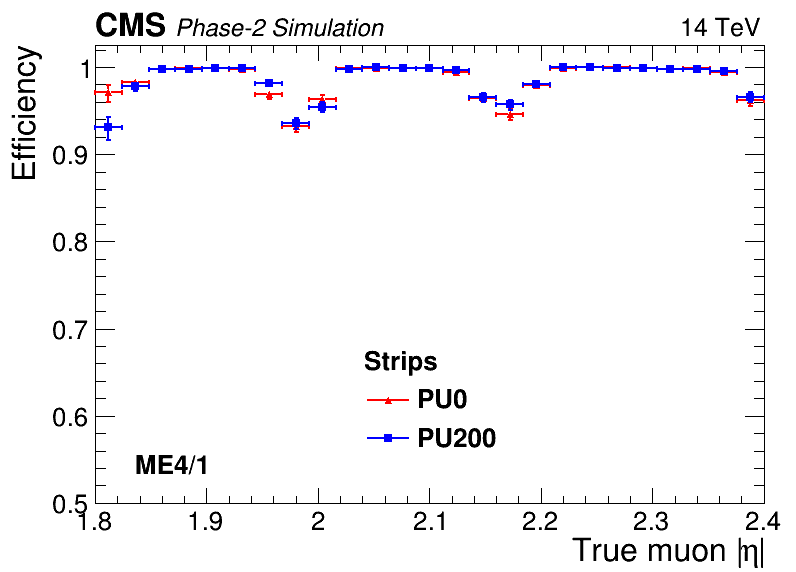 CMS Phase-2 Simulation 14 TeV
Efficiency
1
0.9
0.8
0.7
0.6
0.5
Strips
PU0
PU200
ME4/1
1.8 1.9 2 2.1 2.2 2.3 2.4
True muon |η|